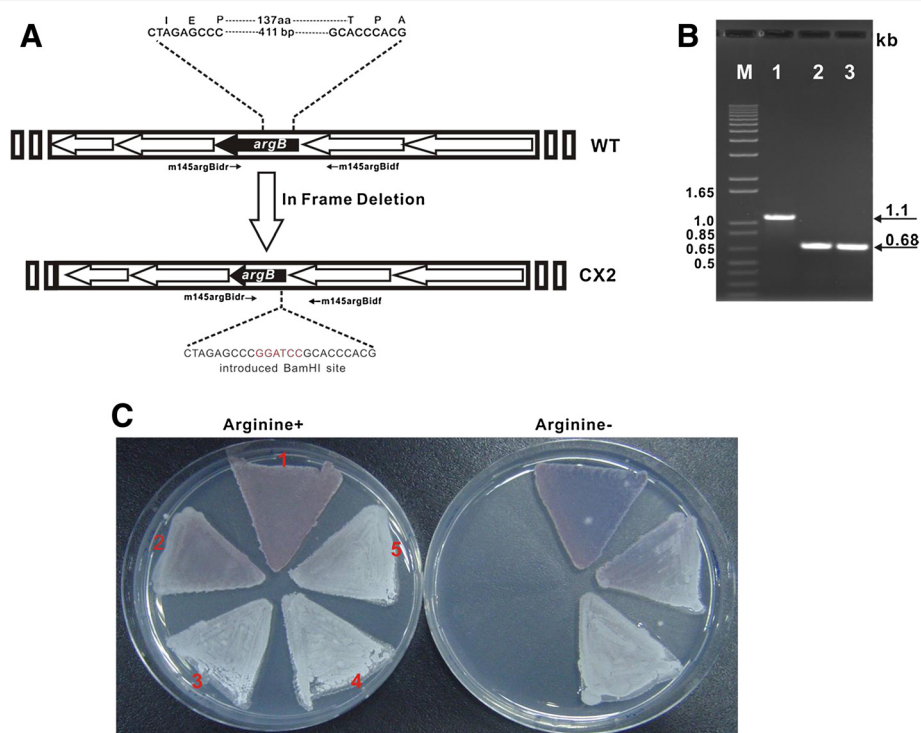 A
I E P 137aa T P A
CTAGAGCCC 411 bp GCACCCACG
argB
WT
m145argBidr m145argBidf
In Frame Deletion
argB
CX2
m145argBidr m145argBidf
CTAGAGCCCGGATCCGCACCCACG
introduced BamHI site
B
kb
M 1 2 3
1.65
1.0
0.85
0.65
0.5
1.1
0.68
C
Arginine+ Arginine-
1
2
5
3
4